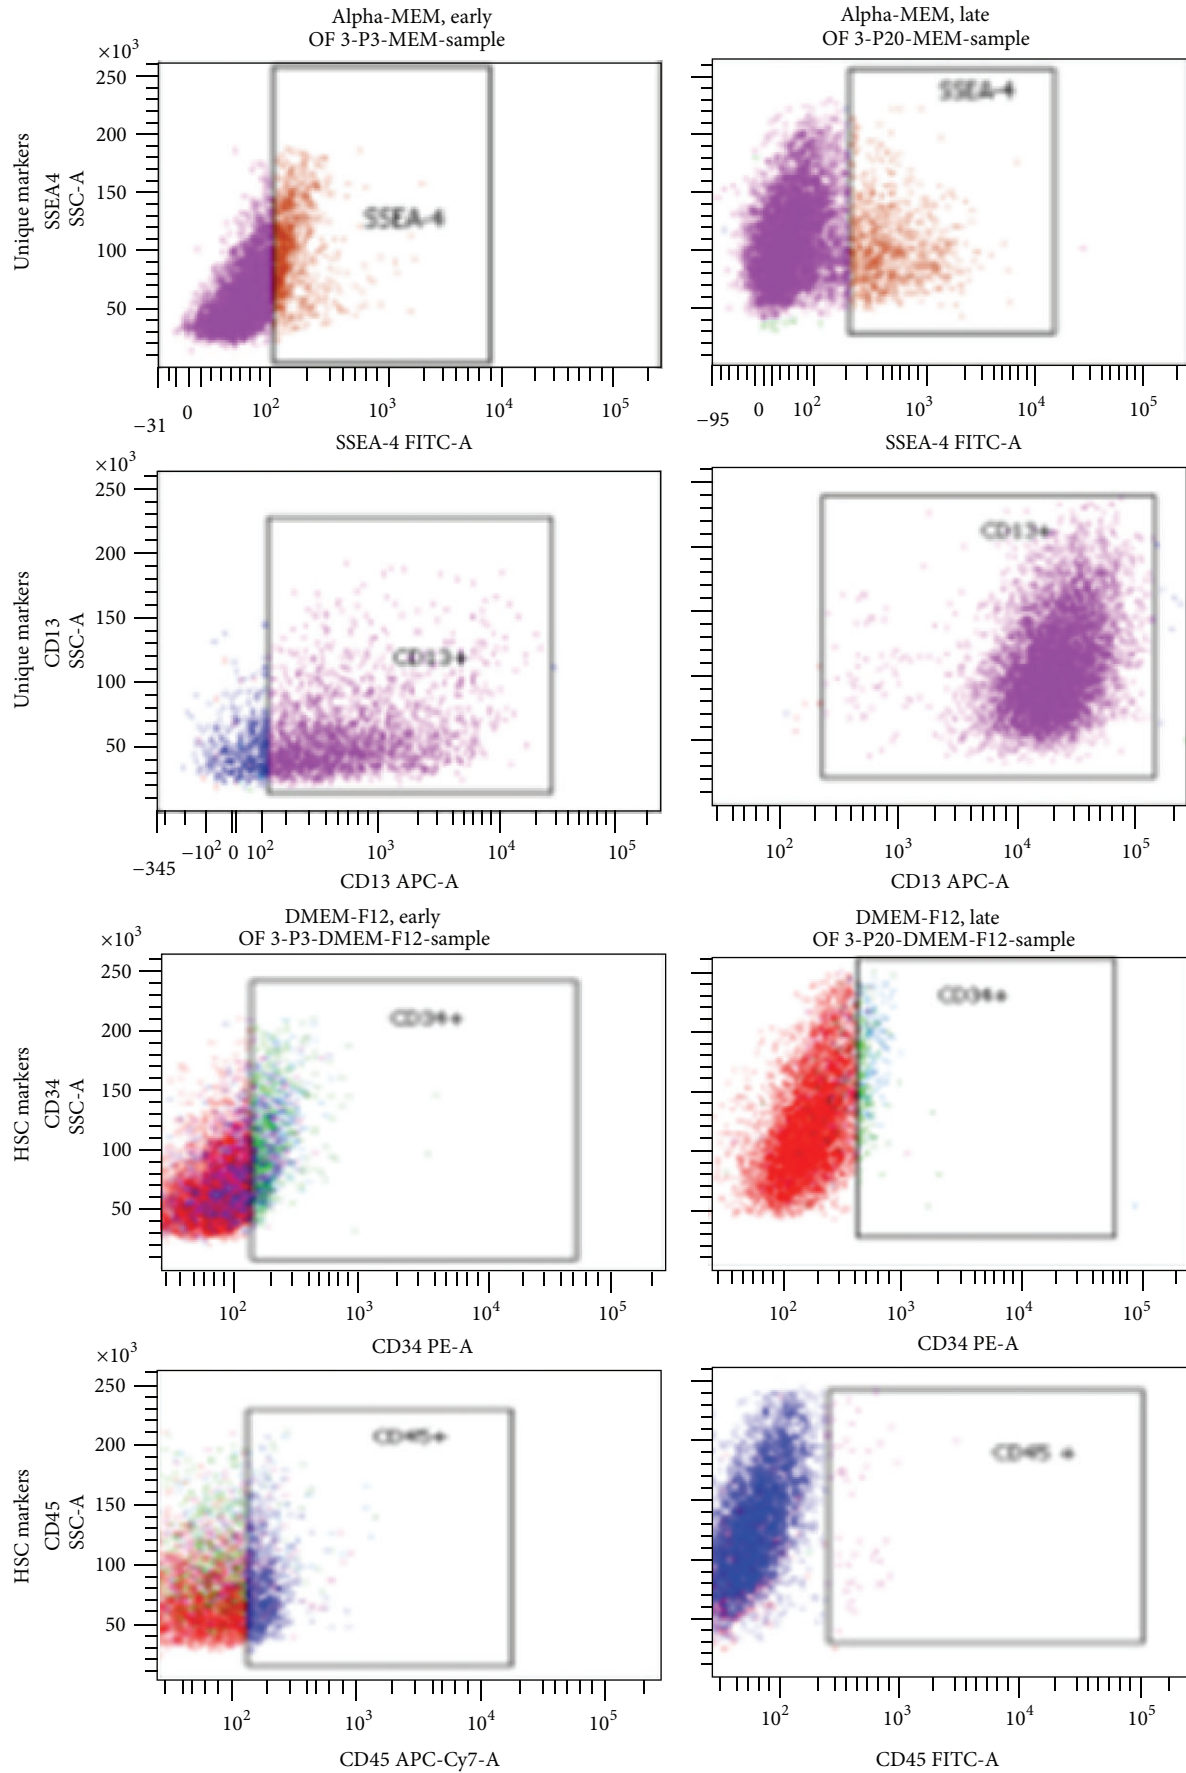 Alpha-MEM, early
OF 3-P3-MEM-sample
Alpha-MEM, late
OF 3-P20-MEM-sample
×10³
250
200
150
100
50
Unique markers
SSEA4
SSC-A
SSEA-4
SSEA-4
−31 0 10² 10³ 10⁴ 10⁵
−95 0 10² 10³ 10⁴ 10⁵
SSEA-4 FITC-A
SSEA-4 FITC-A
×10³
250
200
150
100
50
Unique markers
CD13
SSC-A
CD13+
CD13+
−345 −10² 0 10² 10³ 10⁴ 10⁵
10² 10³ 10⁴ 10⁵
CD13 APC-A
CD13 APC-A
DMEM-F12, early
OF 3-P3-DMEM-F12-sample
DMEM-F12, late
OF 3-P20-DMEM-F12-sample
×10³
250
200
150
100
50
HSC markers
CD34
SSC-A
CD34+
CD34+
10² 10³ 10⁴ 10⁵
10² 10³ 10⁴ 10⁵
CD34 PE-A
CD34 PE-A
×10³
250
200
150
100
50
HSC markers
CD45
SSC-A
CD45+
CD45 +
10² 10³ 10⁴ 10⁵
10² 10³ 10⁴ 10⁵
CD45 APC-Cy7-A
CD45 FITC-A